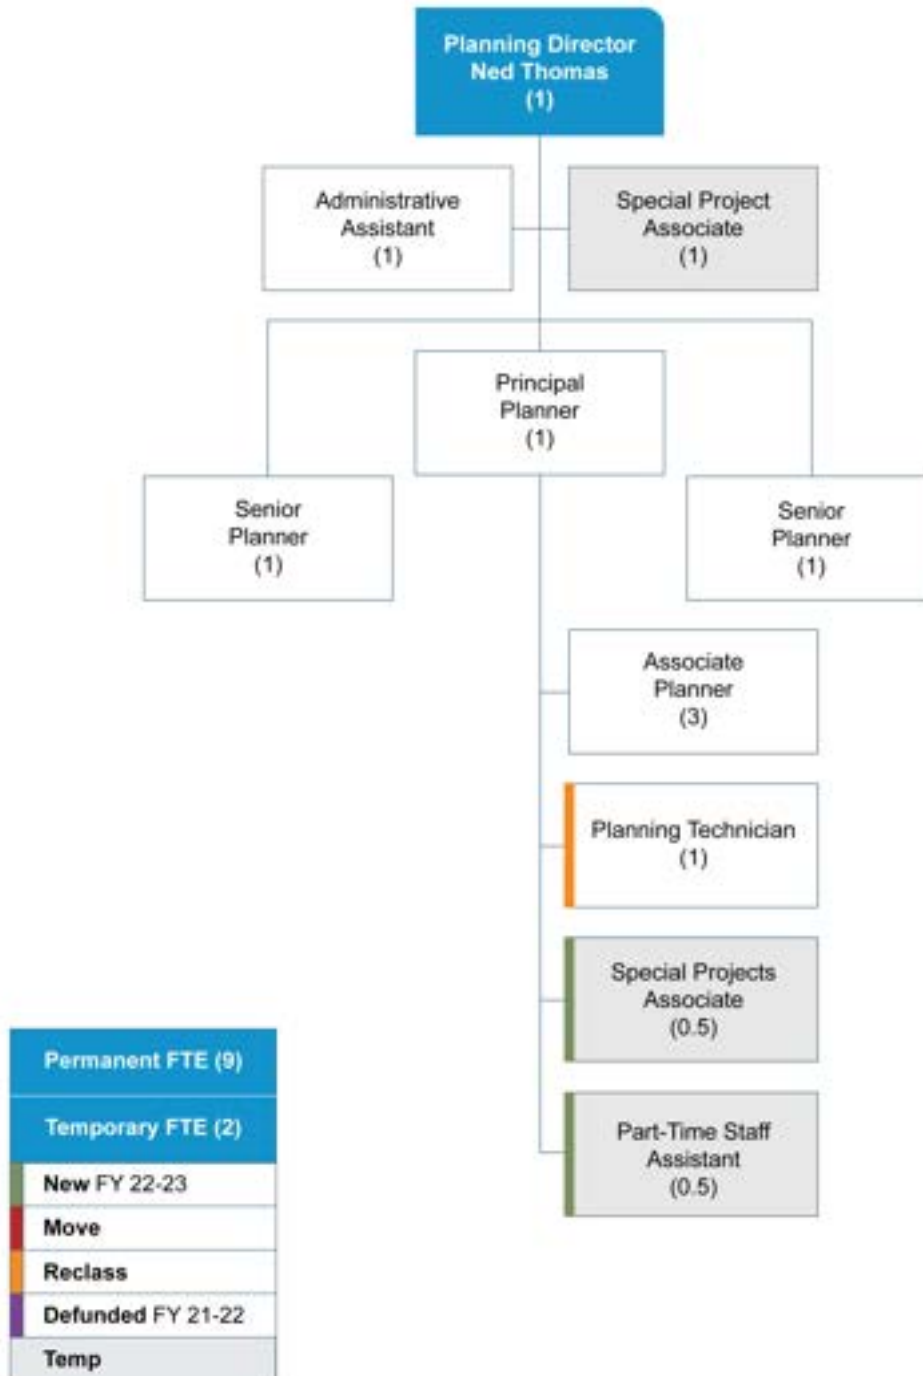 Planning Director
Ned Thomas
(1)
Administrative
Assistant
(1)
Special Project
Associate
(1)
Principal
Planner
(1)
Senior
Planner
(1)
Senior
Planner
(1)
Associate
Planner
(3)
Planning Technician
(1)
Special Projects
Associate
(0.5)
Part-Time Staff
Assistant
(0.5)
Permanent FTE (9)
Temporary FTE (2)
New FY 22-23
Move
Reclass
Defunded FY 21-22
Temp